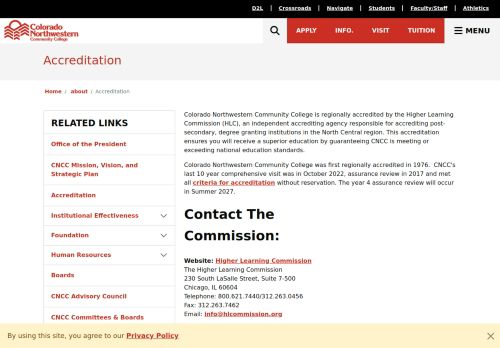 D2L | Crossroads | Navigate | Students | Faculty/Staff | Athletics
Colorado
Northwestern
Community College
APPLY INFO. VISIT TUITION MENU
Accreditation
Home / about / Accreditation
RELATED LINKS
Office of the President
CNCC Mission, Vision, and
Strategic Plan
Accreditation
Institutional Effectiveness
Foundation
Human Resources
Boards
CNCC Advisory Council
CNCC Committees & Boards
Colorado Northwestern Community College is regionally accredited by the Higher Learning
Commission (HLC), an independent accrediting agency responsible for accrediting post-
secondary, degree granting institutions in the North Central region. This accreditation
ensures you will receive a superior education by guaranteeing CNCC is meeting or
exceeding national education standards.
Colorado Northwestern Community College was first regionally accredited in 1976. CNCC's
last 10 year comprehensive visit was in October 2022, assurance review in 2017 and met
all criteria for accreditation without reservation. The year 4 assurance review will occur
in Summer 2027.
Contact The
Commission:
Website: Higher Learning Commission
The Higher Learning Commission
230 South LaSalle Street, Suite 7-500
Chicago, IL 60604
Telephone: 800.621.7440/312.263.0456
Fax: 312.263.7462
Email: info@hlcommission.org
By using this site, you agree to our Privacy Policy